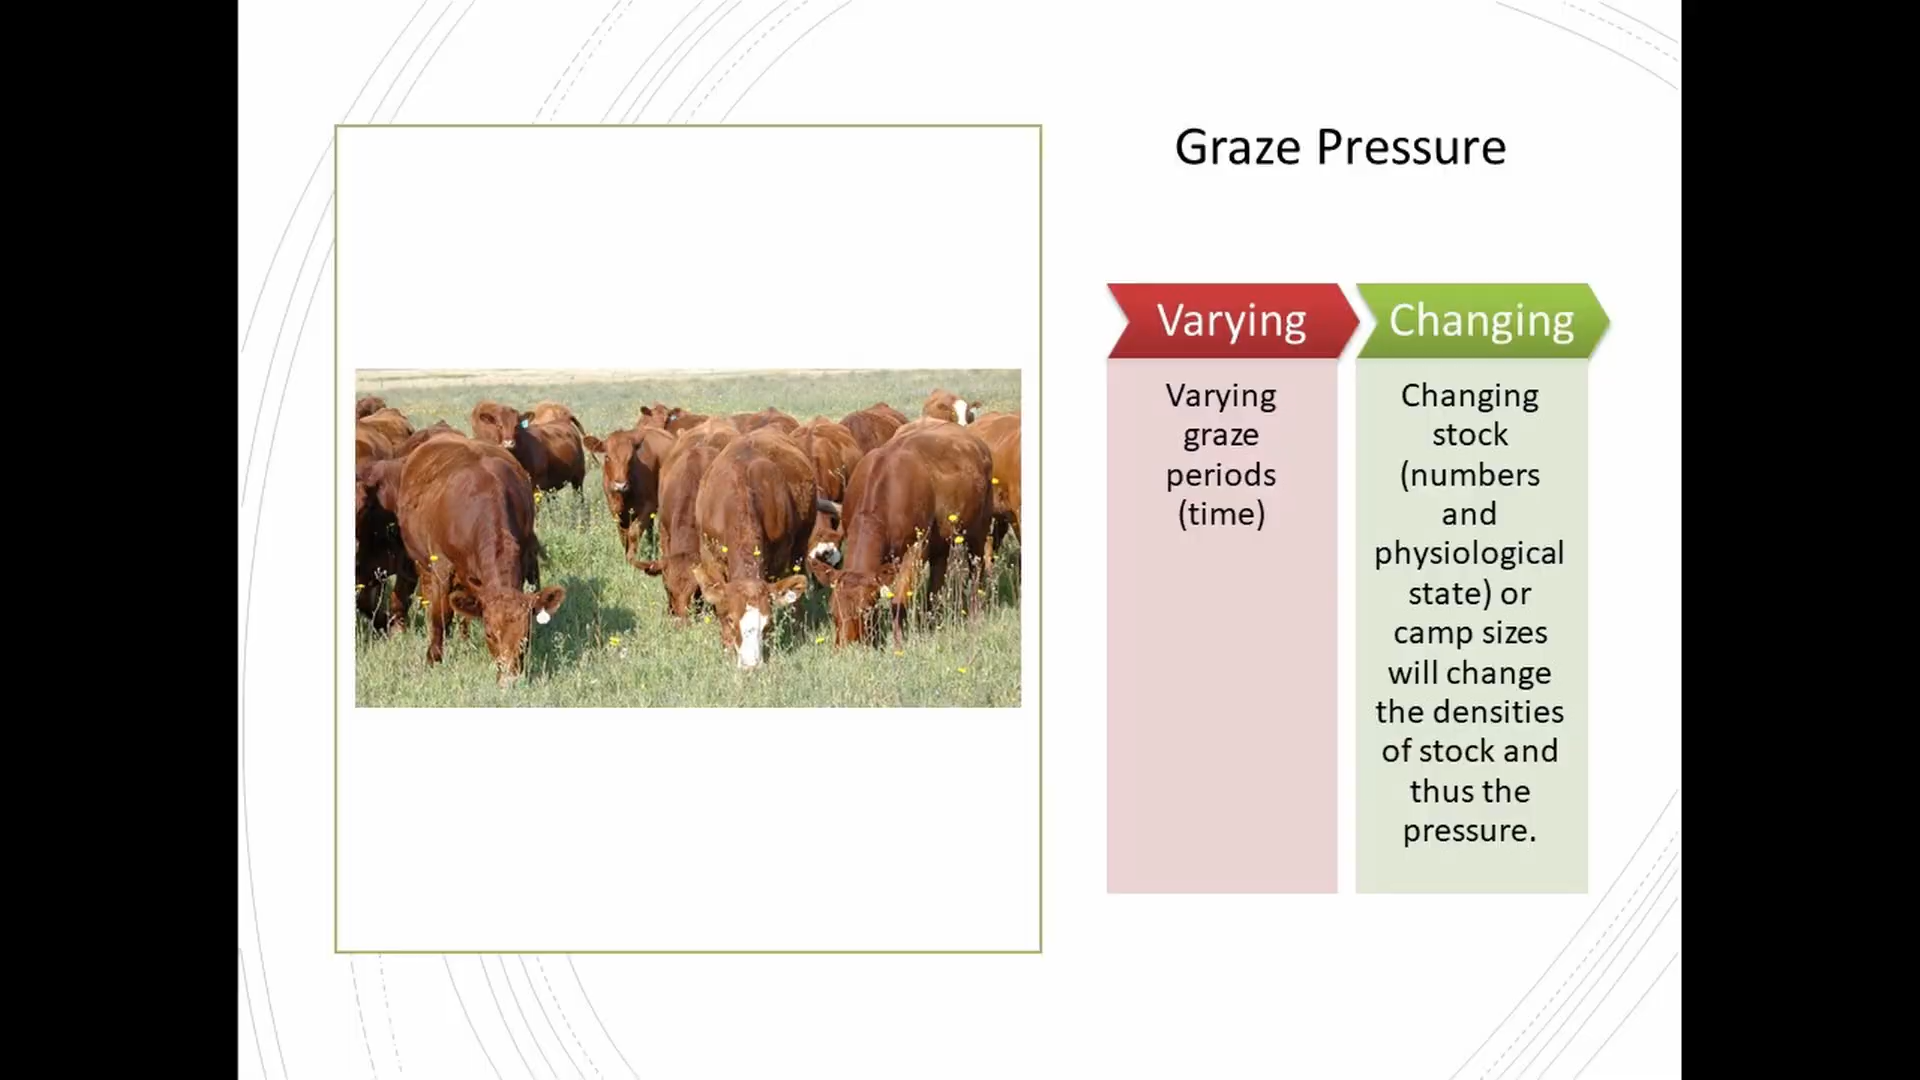 Graze Pressure
Varying
Varying
graze
periods
(time)
Changing
Changing
stock
(numbers
and
physiological
state) or
camp sizes
will change
the densities
of stock and
thus the
pressure.